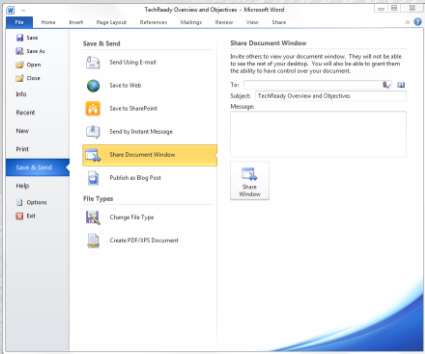 TechReady Overview and Objectives - Microsoft Word
File Home Insert Page Layout References Mailings Review View Share
Save
Save As
Open
Close
Info
Recent
New
Print
Save & Send
Help
Options
Exit
Save & Send
Send Using E-mail
Save to Web
Save to SharePoint
Send by Instant Message
Share Document Window
Publish as Blog Post
File Types
Change File Type
Create PDF/XPS Document
Share Document Window
Invite others to view your document window. They will not be able
to see the rest of your desktop. You will also be able to grant them
the ability to have control over your document.
To:
Subject: TechReady Overview and Objectives
Message:
Share
Window